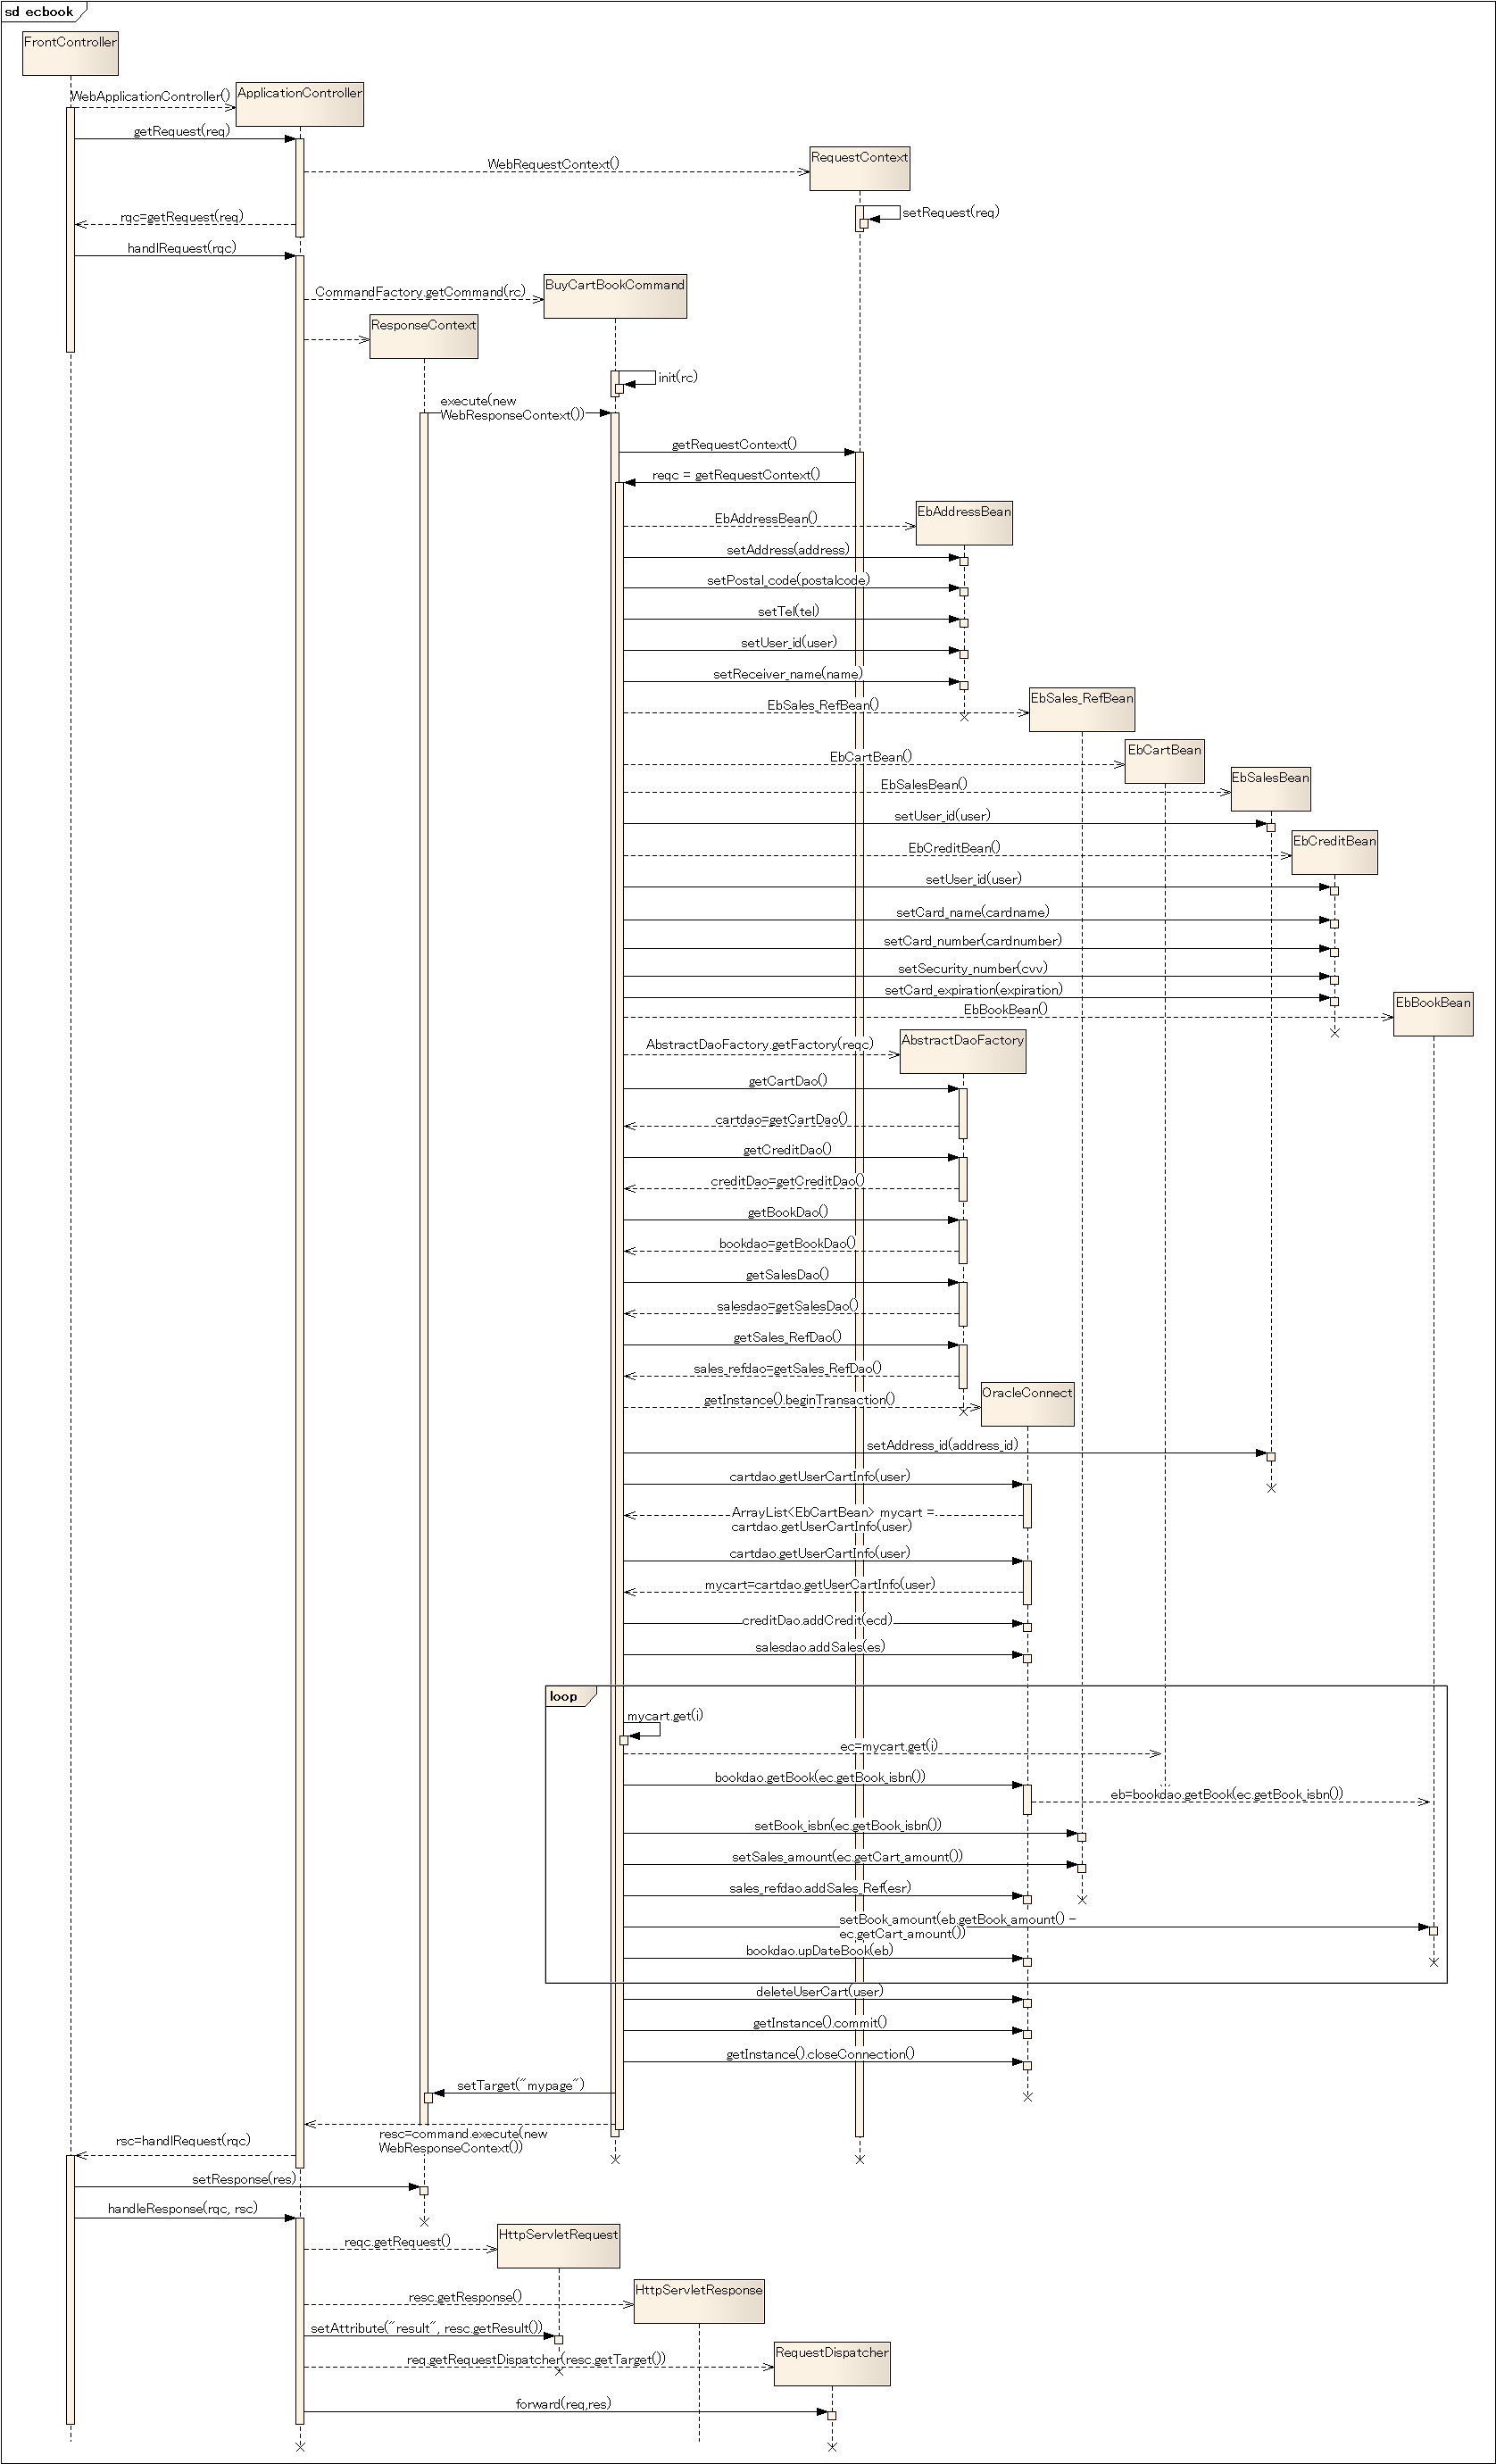 sd ecbook
FrontController
WebApplicationController()
ApplicationController
getRequest(req)
RequestContext
WebRequestContext()
setRequest(req)
rqc=getRequest(req)
handlRequest(rqc)
BuyCartBookCommand
CommandFactory.getCommand(rc)
ResponseContext
init(rc)
execute(new
WebResponseContext())
getRequestContext()
reqc = getRequestContext()
EbAddressBean
EbAddressBean()
setAddress(address)
setPostal_code(postalcode)
setTel(tel)
setUser_id(user)
setReceiver_name(name)
EbSales_RefBean
EbSales_RefBean()
EbCartBean
EbCartBean()
EbSalesBean
EbSalesBean()
setUser_id(user)
EbCreditBean
EbCreditBean()
setUser_id(user)
setCard_name(cardname)
setCard_number(cardnumber)
setSecurity_number(cvv)
setCard_expiration(expiration)
EbBookBean
EbBookBean()
AbstractDaoFactory
AbstractDaoFactory.getFactory(reqc)
getCartDao()
cartdao=getCartDao()
getCreditDao()
creditDao=getCreditDao()
getBookDao()
bookdao=getBookDao()
getSalesDao()
salesdao=getSalesDao()
getSales_RefDao()
sales_refdao=getSales_RefDao()
OracleConnect
getInstance().beginTransaction()
setAddress_id(address_id)
cartdao.getUserCartInfo(user)
ArrayList<EbCartBean> mycart =
cartdao.getUserCartInfo(user)
cartdao.getUserCartInfo(user)
mycart=cartdao.getUserCartInfo(user)
creditDao.addCredit(ecd)
salesdao.addSales(es)
loop
mycart.get(i)
ec=mycart.get(i)
bookdao.getBook(ec.getBook_isbn())
eb=bookdao.getBook(ec.getBook_isbn())
setBook_isbn(ec.getBook_isbn())
setSales_amount(ec.getCart_amount())
sales_refdao.addSales_Ref(esr)
setBook_amount(eb.getBook_amount() -
ec.getCart_amount())
bookdao.upDateBook(eb)
deleteUserCart(user)
getInstance().commit()
getInstance().closeConnection()
setTarget("mypage")
resc=command.execute(new
WebResponseContext())
rsc=handlRequest(rqc)
setResponse(res)
handleResponse(rqc, rsc)
HttpServletRequest
reqc.getRequest()
HttpServletResponse
resc.getResponse()
setAttribute("result", resc.getResult())
RequestDispatcher
req.getRequestDispatcher(resc.getTarget())
forward(req,res)